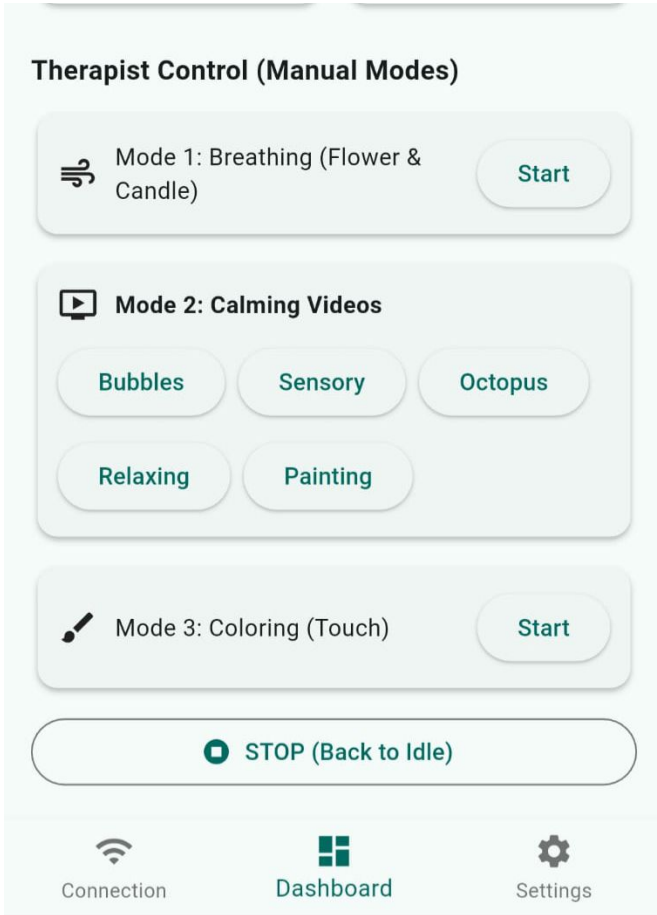 Therapist Control (Manual Modes)
Mode 1: Breathing (Flower &
Candle)
Start
Mode 2: Calming Videos
Bubbles
Sensory
Octopus
Relaxing
Painting
Mode 3: Coloring (Touch)
Start
STOP (Back to Idle)
Connection
Dashboard
Settings